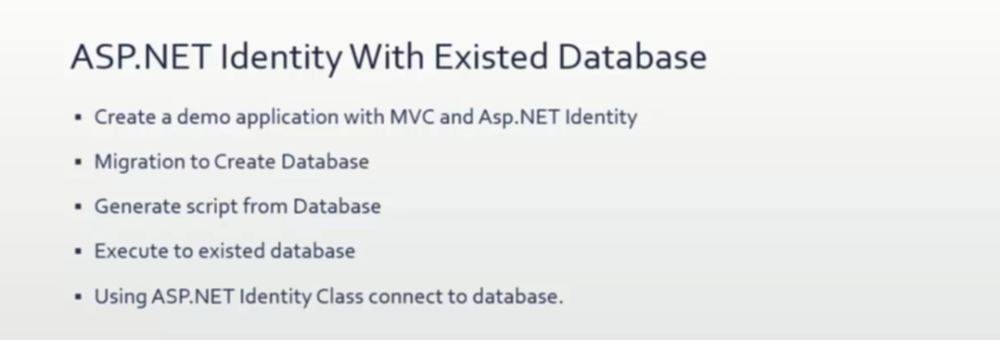 ASP.NET Identity With Existed Database
▪ Create a demo application with MVC and Asp.NET Identity
▪ Migration to Create Database
▪ Generate script from Database
▪ Execute to existed database
▪ Using ASP.NET Identity Class connect to database.